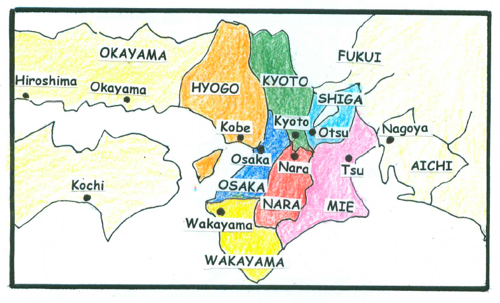 OKAYAMA
FUKUI
Hiroshima
Okayama
HYOGO
KYOTO
SHIGA
Kobe
Kyoto
Otsu
Nagoya
Osaka
Nara
Tsu
AICHI
Kochi
OSAKA
NARA
MIE
Wakayama
WAKAYAMA